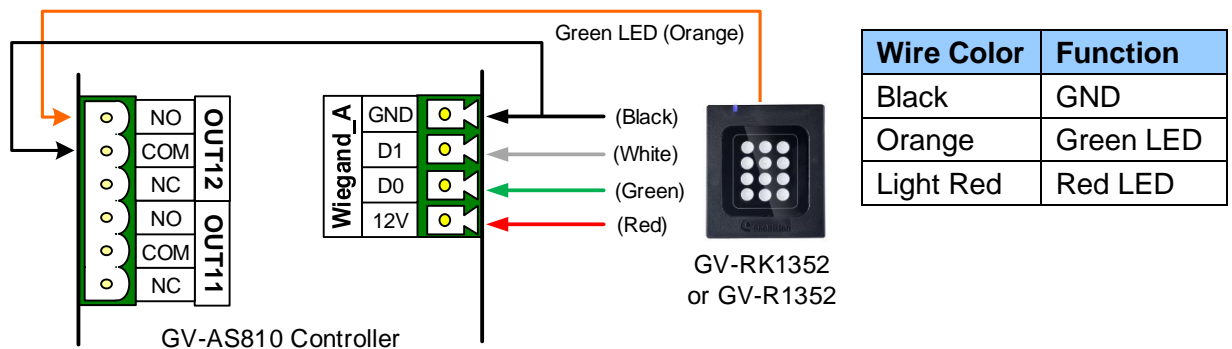 Green LED (Orange)
NO
COM
NC
NO
COM
NC
OUT12
OUT11
Wiegand_A
GND
D1
D0
12V
(Black)
(White)
(Green)
(Red)
GV-RK1352
or GV-R1352
GV-AS810 Controller
Wire Color Function
Black GND
Orange Green LED
Light Red Red LED